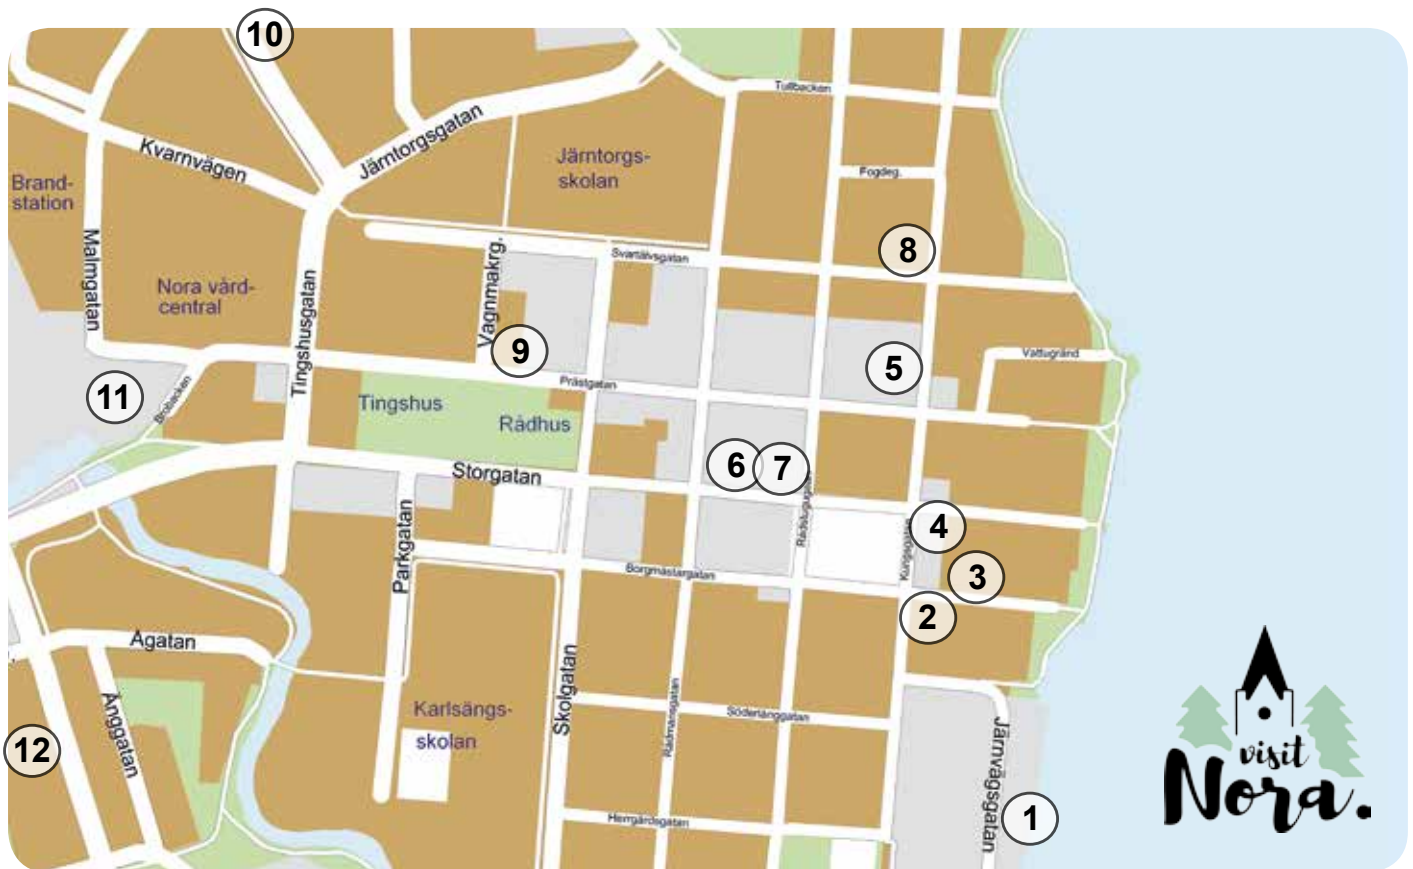 10
Tullbacken
Järntorgsgatan
Kvarnvägen
Järntorgs-
skolan
Fogdeg.
Brand-
station
8
Malmgatan
Vagnmakrg.
Svartälvsgatan
Nora vård-
central
Tingshusgatan
9
Vattugränd
5
Prästgatan
11
Brobacken
Tingshus
Rådhus
6
7
Storgatan
Rådstugugatan
4
Kungsgatan
Parkgatan
Borgmästargatan
3
2
Ågatan
Skolgatan
Ånggatan
Rådmansgatan
Karlsängs-
skolan
Söderlånggatan
12
Järnvägsgatan
1
Herrgårdsgatan
visit
Nora.